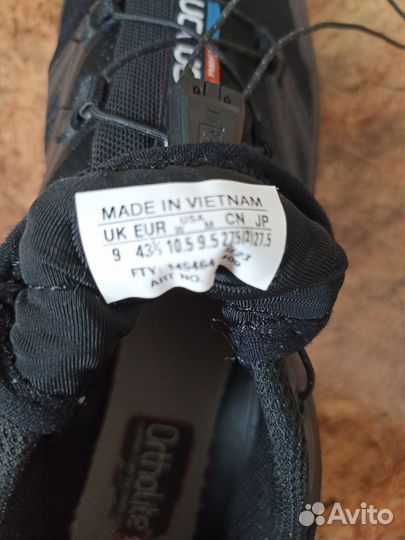 MADE IN VIETNAM
UK EUR W USA M CN JP
9 43⅓ 10.5 9.5 275(2) 27.5
FTY: 345464
ART NO.
Ortholite
Avito